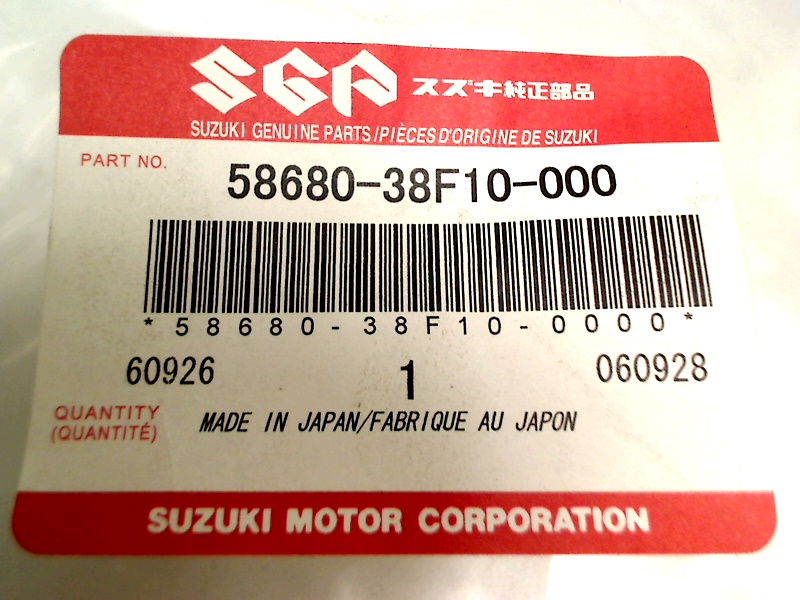 SGP スズキ純正部品
SUZUKI GENUINE PARTS/PIÈCES D'ORIGINE DE SUZUKI
PART NO. 58680-38F10-000
*58680-38F10-0000*
60926 1 060928
QUANTITY
(QUANTITÉ)
MADE IN JAPAN/FABRIQUE AU JAPON
SUZUKI MOTOR CORPORATION